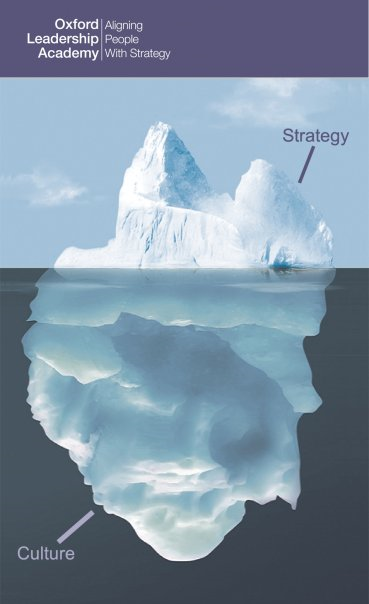 Oxford
Leadership
Academy
Aligning
People
With Strategy
Strategy
Culture